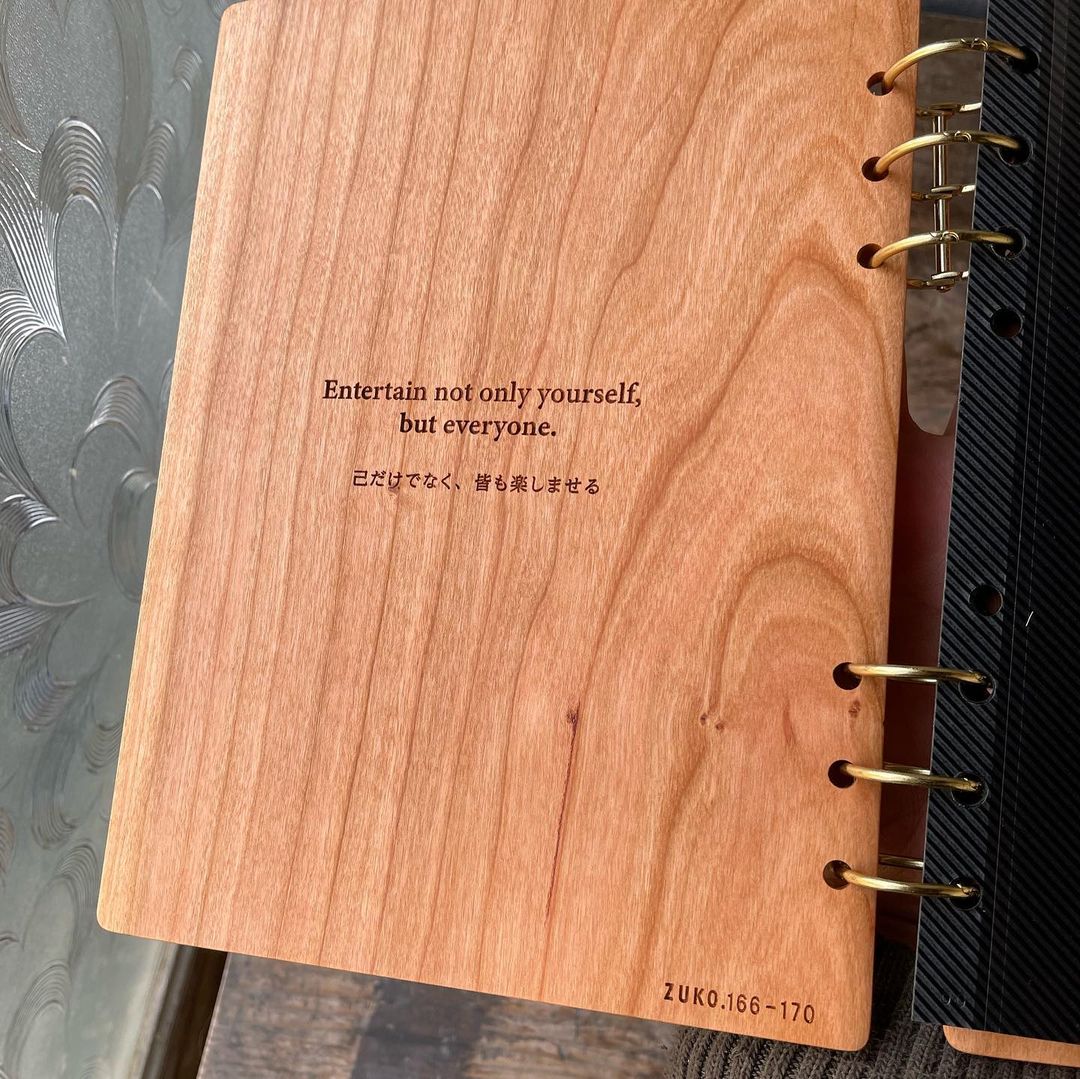 Entertain not only yourself,
but everyone.
己だけでなく、皆も楽しませる
ZUKO.166-170